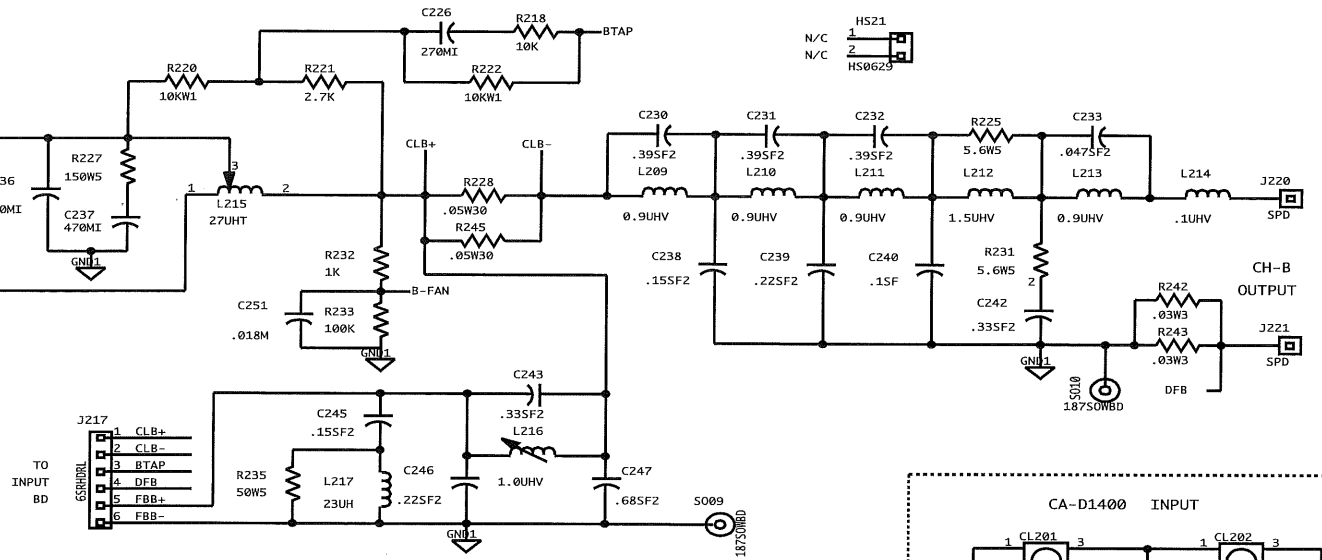 C226
270MI
R218
10K
BTAP
HS21
N/C 1
N/C 2
HS0629
R220
10KW1
R221
2.7K
R222
10KW1
C230
.39SF2
C231
.39SF2
C232
.39SF2
R225
5.6W5
C233
.047SF2
CLB+
CLB-
36
0MI
R227
150W5
C237
470MI
GND1
3
1
2
L215
27UHT
R228
.05W30
R245
.05W30
L209
0.9UHV
L210
0.9UHV
L211
0.9UHV
L212
1.5UHV
L213
0.9UHV
L214
.1UHV
J220
SPD
R232
1K
B-FAN
C251
.018M
R233
100K
GND1
C238
.15SF2
C239
.22SF2
C240
.1SF
R231
5.6W5
2
C242
.33SF2
GND1
CH-B
OUTPUT
R242
.03W3
R243
.03W3
J221
SPD
SO10
187SOWBD
DFB
J217
6SRHDRL
1 CLB+
2 CLB-
3 BTAP
4 DFB
5 FBB+
6 FBB-
TO
INPUT
BD
C243
.33SF2
L216
1.0UHV
C245
.15SF2
R235
50W5
L217
23UH
C246
.22SF2
C247
.68SF2
GND1
SO09
187SOWBD
CA-D1400 INPUT
1 CL201 3
1 CL202 3